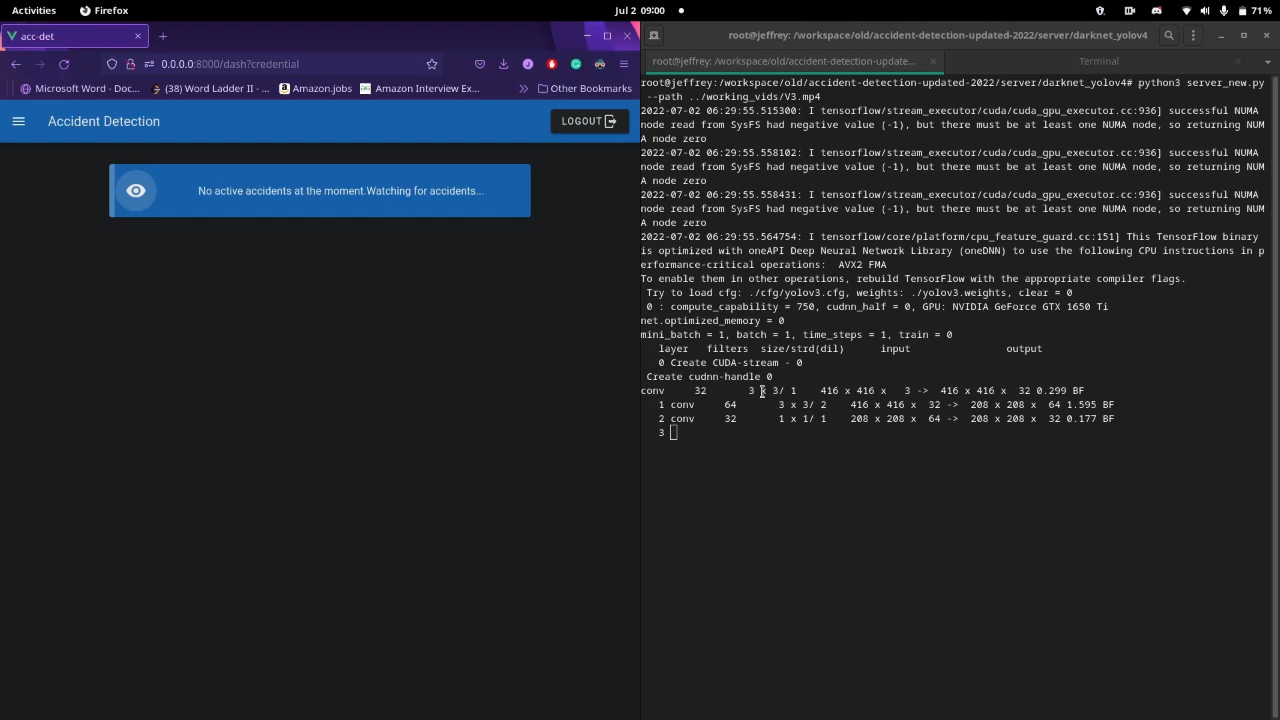 Activities
Firefox
Jul 2 09:00
71%
acc-det
0.0.0.0:8000/dash?credential
Microsoft Word - Doc...
(38) Word Ladder II - ...
Amazon.jobs
Amazon Interview Ex...
Other Bookmarks
Accident Detection
LOGOUT
No active accidents at the moment.Watching for accidents...
root@jeffrey: /workspace/old/accident-detection-updated-2022/server/darknet_yolov4
root@jeffrey: /workspace/old/accident-detection-update...
Terminal
root@jeffrey:/workspace/old/accident-detection-updated-2022/server/darknet_yolov4# python3 server_new.py
--path ../working_vids/V3.mp4
2022-07-02 06:29:55.515300: I tensorflow/stream_executor/cuda/cuda_gpu_executor.cc:936] successful NUMA
node read from SysFS had negative value (-1), but there must be at least one NUMA node, so returning NUM
A node zero
2022-07-02 06:29:55.558102: I tensorflow/stream_executor/cuda/cuda_gpu_executor.cc:936] successful NUMA
node read from SysFS had negative value (-1), but there must be at least one NUMA node, so returning NUM
A node zero
2022-07-02 06:29:55.558431: I tensorflow/stream_executor/cuda/cuda_gpu_executor.cc:936] successful NUMA
node read from SysFS had negative value (-1), but there must be at least one NUMA node, so returning NUM
A node zero
2022-07-02 06:29:55.564754: I tensorflow/core/platform/cpu_feature_guard.cc:151] This TensorFlow binary
is optimized with oneAPI Deep Neural Network Library (oneDNN) to use the following CPU instructions in p
erformance-critical operations:  AVX2 FMA
To enable them in other operations, rebuild TensorFlow with the appropriate compiler flags.
Try to load cfg: ./cfg/yolov3.cfg, weights: ./yolov3.weights, clear = 0
0 : compute_capability = 750, cudnn_half = 0, GPU: NVIDIA GeForce GTX 1650 Ti
net.optimized_memory = 0
mini_batch = 1, batch = 1, time_steps = 1, train = 0
layer   filters  size/strd(dil)      input                output
0 Create CUDA-stream - 0
Create cudnn-handle 0
conv     32       3 x 3/ 1    416 x 416 x   3 ->  416 x 416 x  32 0.299 BF
1 conv     64       3 x 3/ 2    416 x 416 x  32 ->  208 x 208 x  64 1.595 BF
2 conv     32       1 x 1/ 1    208 x 208 x  64 ->  208 x 208 x  32 0.177 BF
3